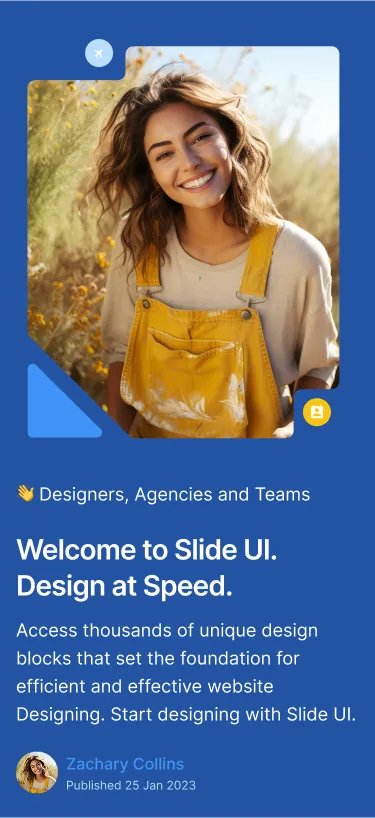 👋 Designers, Agencies and Teams
Welcome to Slide UI.
Design at Speed.
Access thousands of unique design
blocks that set the foundation for
efficient and effective website
Designing. Start designing with Slide UI.
Zachary Collins
Published 25 Jan 2023